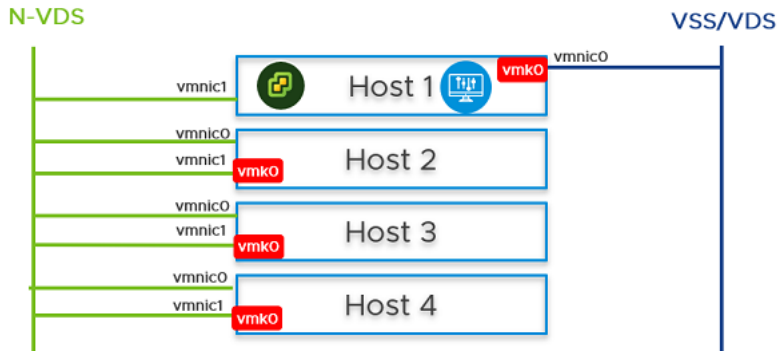 N-VDS
VSS/VDS
vmnic0
vmk0
vmnic1
Host 1
vmnic0
vmnic1
vmk0
Host 2
vmnic0
vmnic1
vmk0
Host 3
vmnic0
vmnic1
vmk0
Host 4